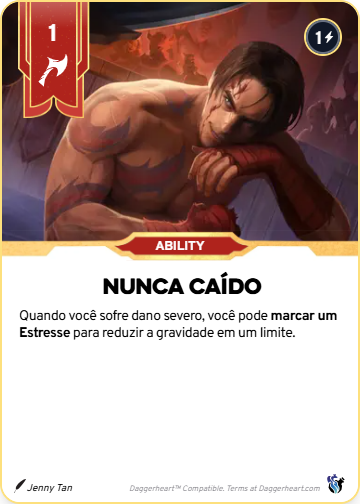 1
1
ABILITY
NUNCA CAÍDO
Quando você sofre dano severo, você pode marcar um
Estresse para reduzir a gravidade em um limite.
Jenny Tan
Daggerheart™ Compatible. Terms at Daggerheart.com